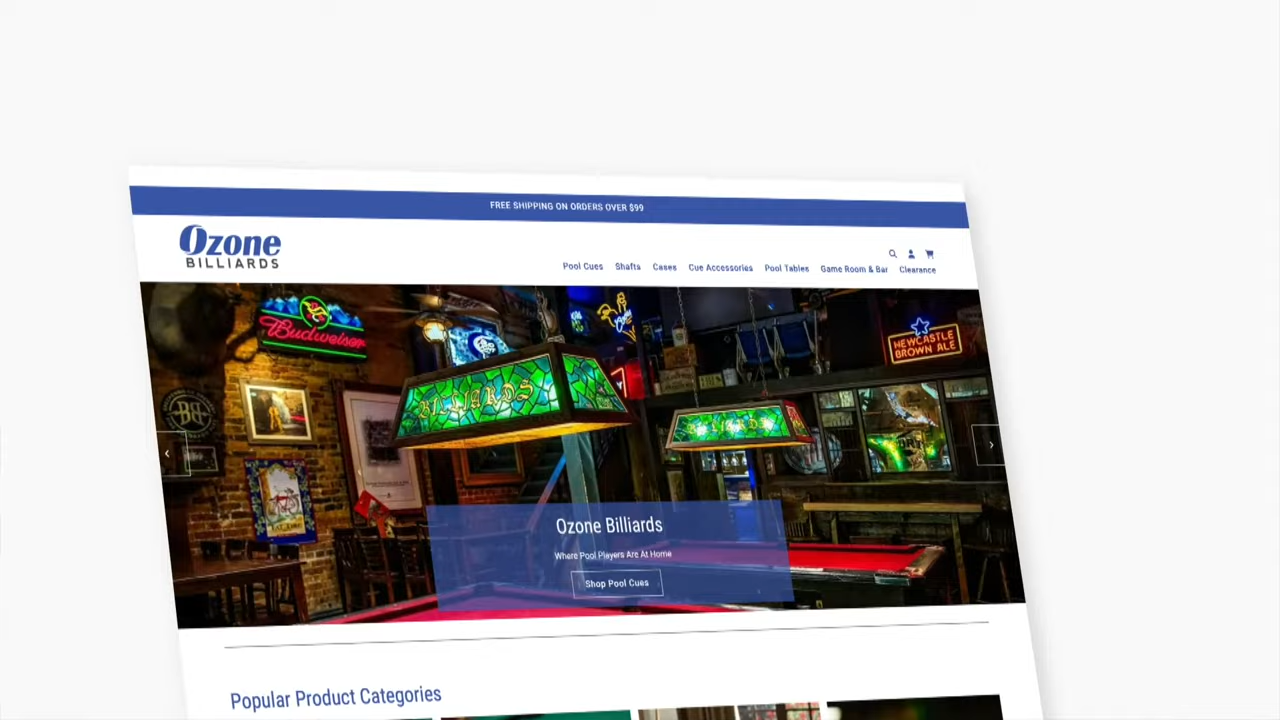 FREE SHIPPING ON ORDERS OVER $99
Ozone
BILLIARDS
Pool Cues Shafts Cases Cue Accessories Pool Tables Game Room & Bar Clearance
Budweiser
NEWCASTLE
BROWN ALE
BILLIARDS
BILLIARDS
Ozone Billiards
Where Pool Players Are At Home
Shop Pool Cues
Popular Product Categories